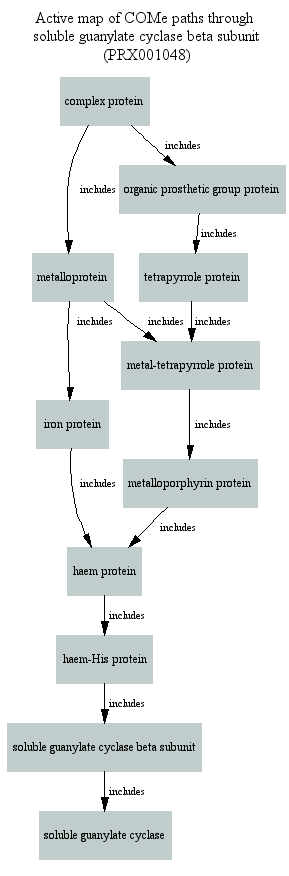 Active map of COMe paths through
soluble guanylate cyclase beta subunit
(PRX001048)
complex protein
includes
includes
organic prosthetic group protein
includes
metalloprotein
tetrapyrrole protein
includes
includes
includes
metal-tetrapyrrole protein
iron protein
includes
includes
metalloporphyrin protein
includes
haem protein
includes
haem-His protein
includes
soluble guanylate cyclase beta subunit
includes
soluble guanylate cyclase